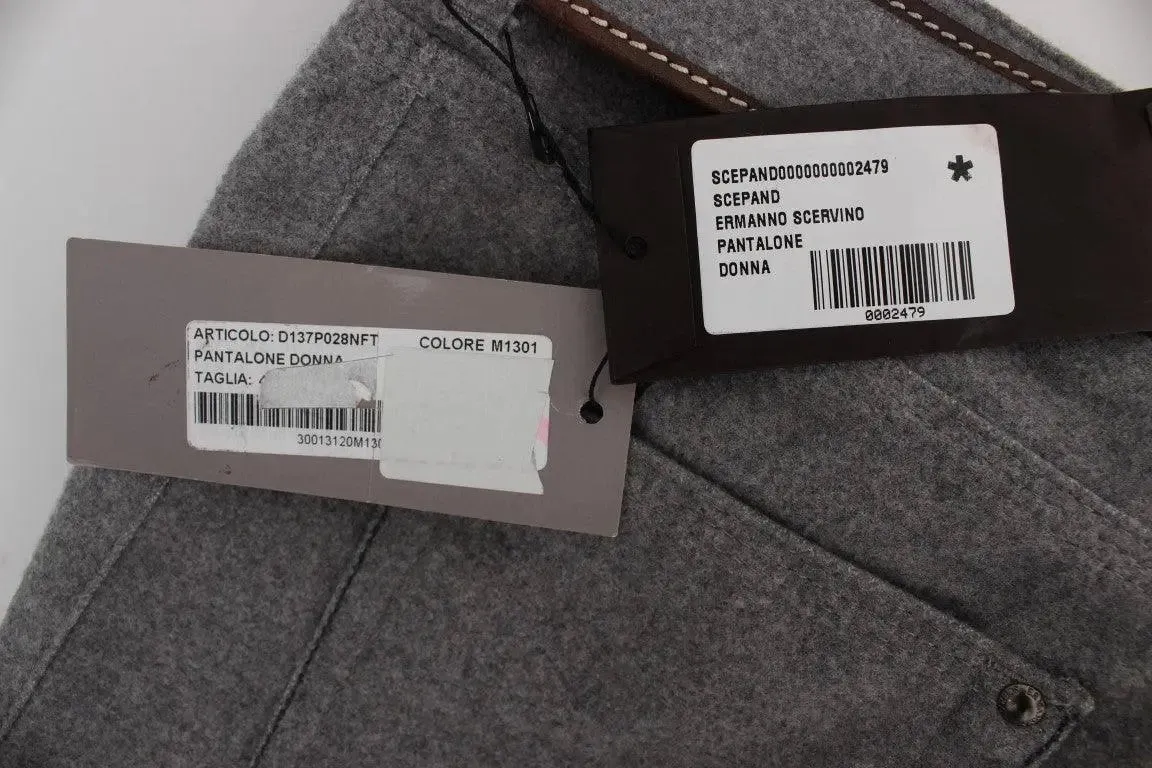 SCEPAND0000000002479
SCEPAND
ERMANNO SCERVINO
PANTALONE
DONNA
0002479
ARTICOLO: D137P028NFT
COLORE M1301
PANTALONE DONNA
TAGLIA:
30013120M130